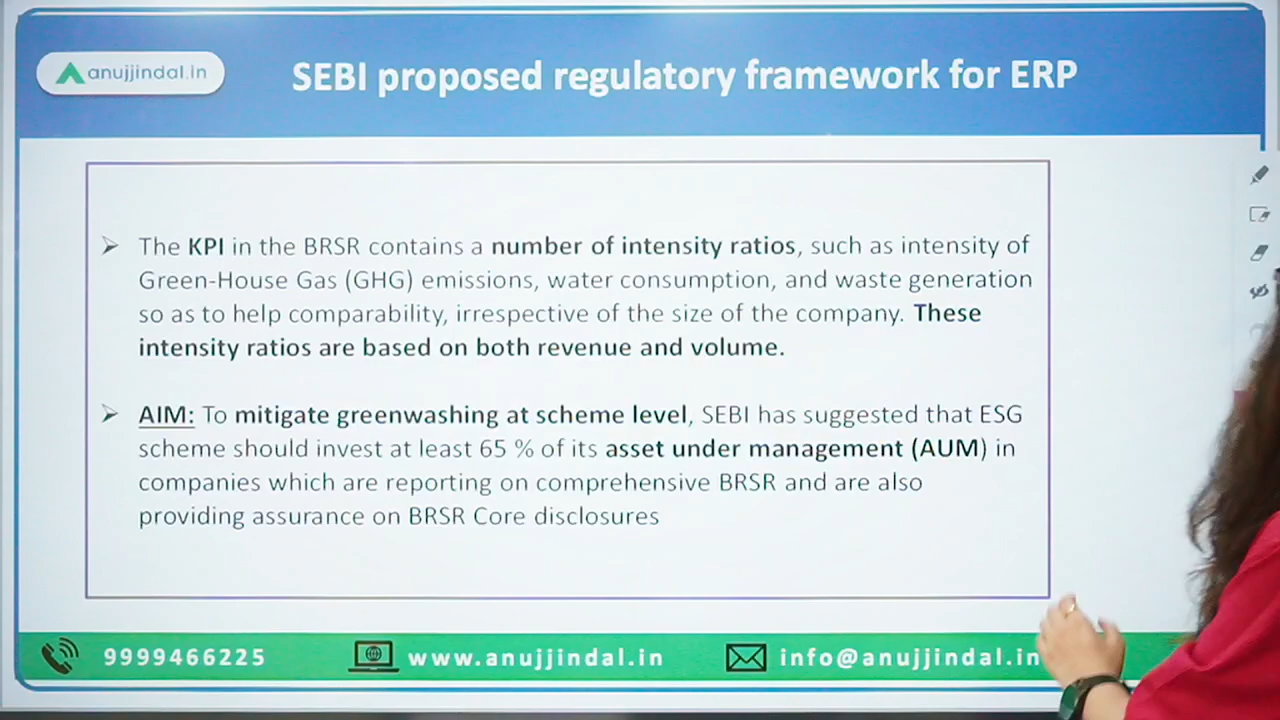 anujjindal.in
SEBI proposed regulatory framework for ERP
The KPI in the BRSR contains a number of intensity ratios, such as intensity of
Green-House Gas (GHG) emissions, water consumption, and waste generation
so as to help comparability, irrespective of the size of the company. These
intensity ratios are based on both revenue and volume.
AIM: To mitigate greenwashing at scheme level, SEBI has suggested that ESG
scheme should invest at least 65 % of its asset under management (AUM) in
companies which are reporting on comprehensive BRSR and are also
providing assurance on BRSR Core disclosures
9999466225
www.anujjindal.in
info@anujjindal.in